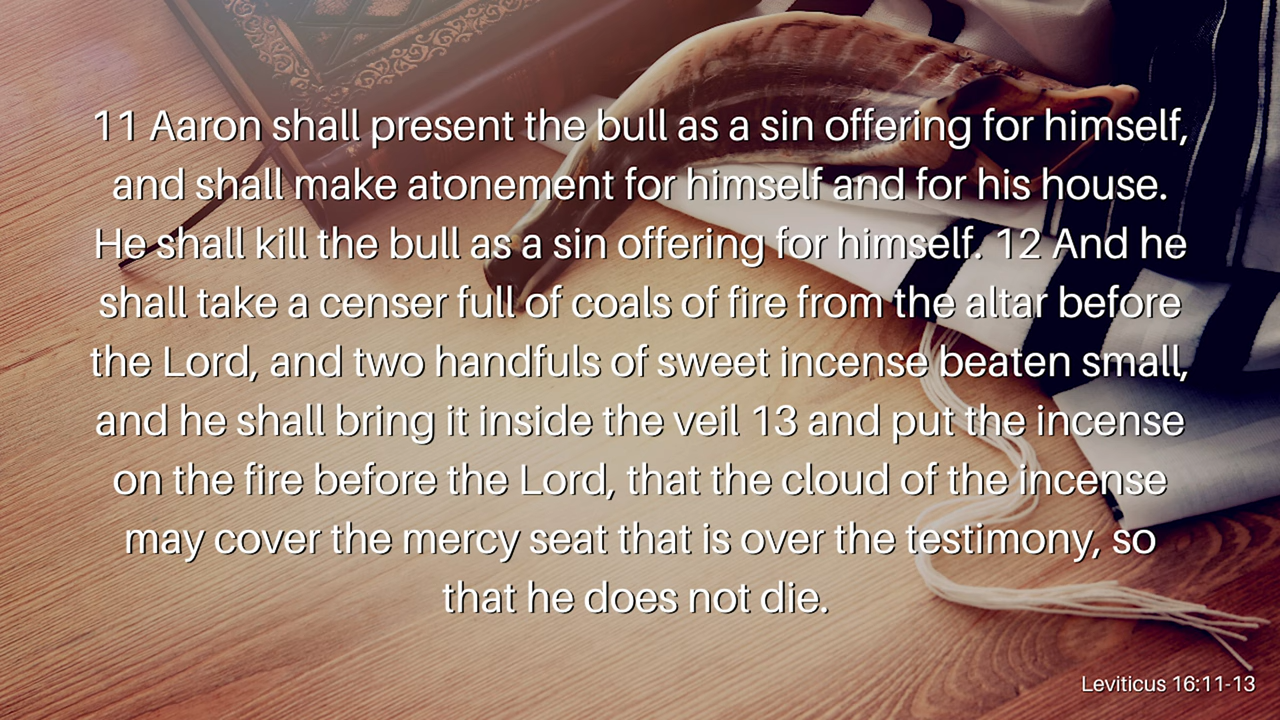 11 Aaron shall present the bull as a sin offering for himself,
and shall make atonement for himself and for his house.
He shall kill the bull as a sin offering for himself. 12 And he
shall take a censer full of coals of fire from the altar before
the Lord, and two handfuls of sweet incense beaten small,
and he shall bring it inside the veil 13 and put the incense
on the fire before the Lord, that the cloud of the incense
may cover the mercy seat that is over the testimony, so
that he does not die.
Leviticus 16:11-13